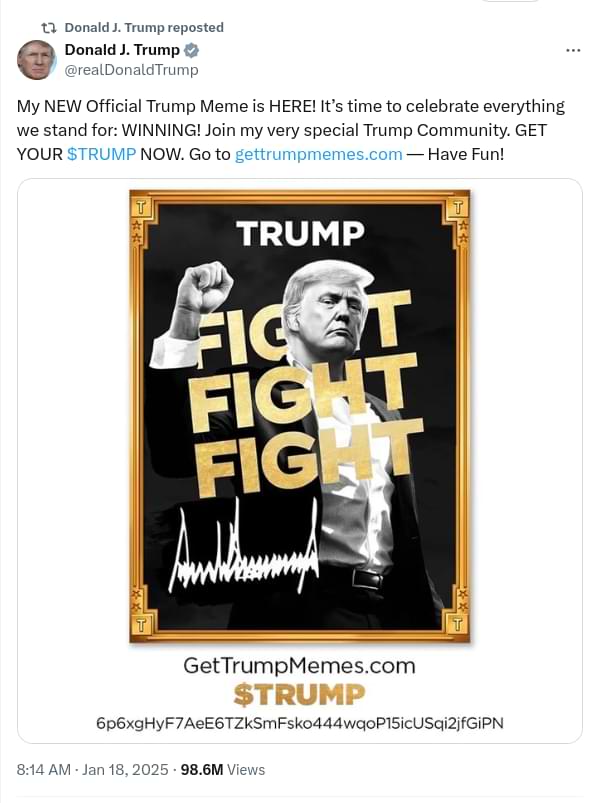 Donald J. Trump reposted
Donald J. Trump
@realDonaldTrump
My NEW Official Trump Meme is HERE! It’s time to celebrate everything
we stand for: WINNING! Join my very special Trump Community. GET
YOUR $TRUMP NOW. Go to gettrumpmemes.com — Have Fun!
T T
TRUMP
FIGHT
FIGHT
FIGHT
T T
GetTrumpMemes.com
$TRUMP
6p6xgHyF7AeE6TZkSmFsko444wqoP15icUSqi2jfGiPN
8:14 AM · Jan 18, 2025 · 98.6M Views